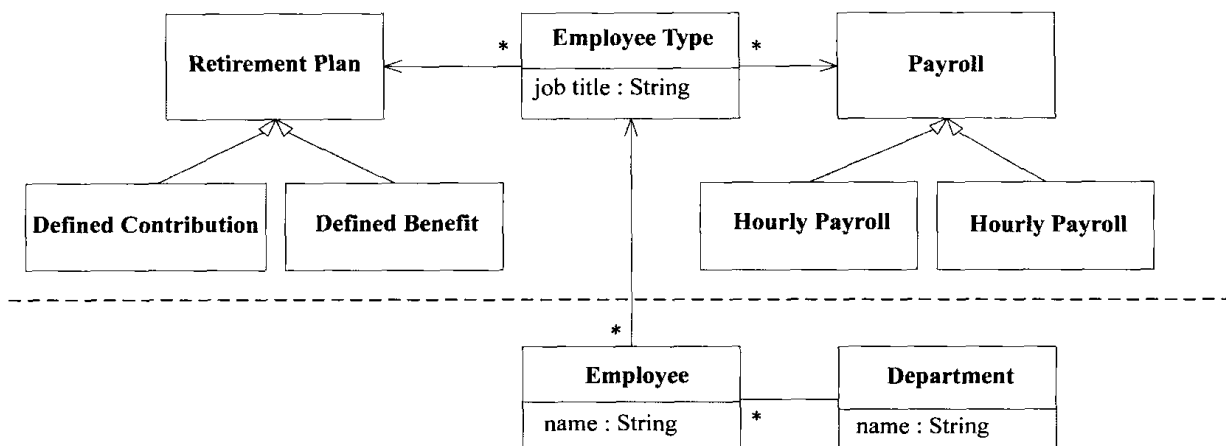 Retirement Plan
*
Employee Type
job title : String
*
Payroll
Defined Contribution
Defined Benefit
Hourly Payroll
Hourly Payroll
*
Employee
name : String
*
Department
name : String